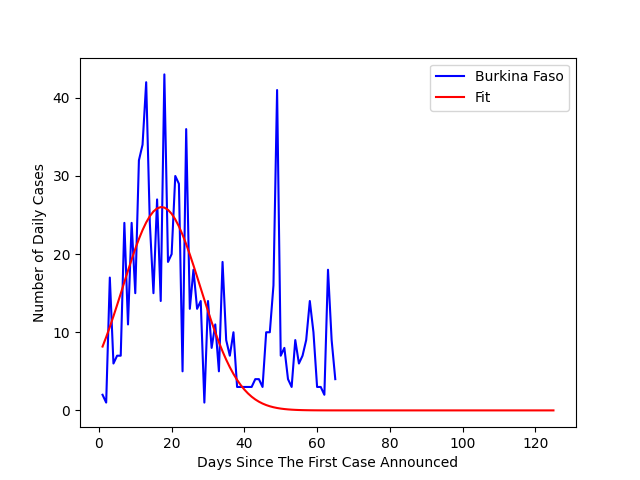 Burkina Faso
Fit
Number of Daily Cases
40
30
20
10
0
0 20 40 60 80 100 120
Days Since The First Case Announced